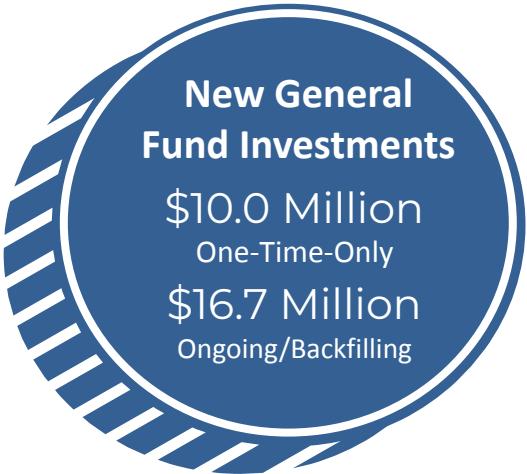 New General
Fund Investments
$10.0 Million
One-Time-Only
$16.7 Million
Ongoing/Backfilling